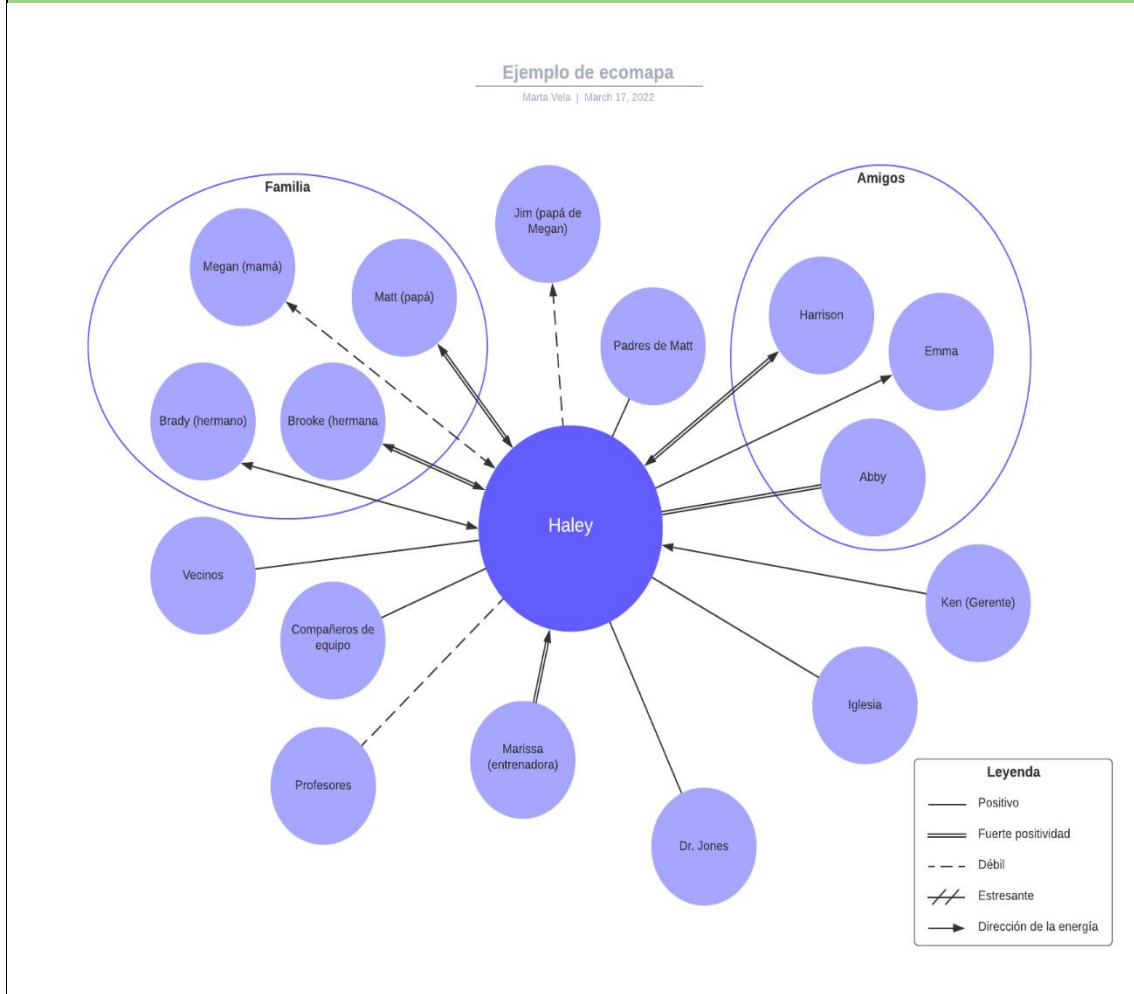 Ejemplo de ecomapa
Marta Vela | March 17, 2022
Familia
Megan (mamá)
Matt (papá)
Brady (hermano)
Brooke (hermana
Jim (papá de
Megan)
Padres de Matt
Amigos
Harrison
Emma
Abby
Haley
Vecinos
Compañeros de
equipo
Profesores
Marissa
(entrenadora)
Dr. Jones
Iglesia
Ken (Gerente)
Leyenda
Positivo
Fuerte positividad
Débil
Estresante
Dirección de la energía